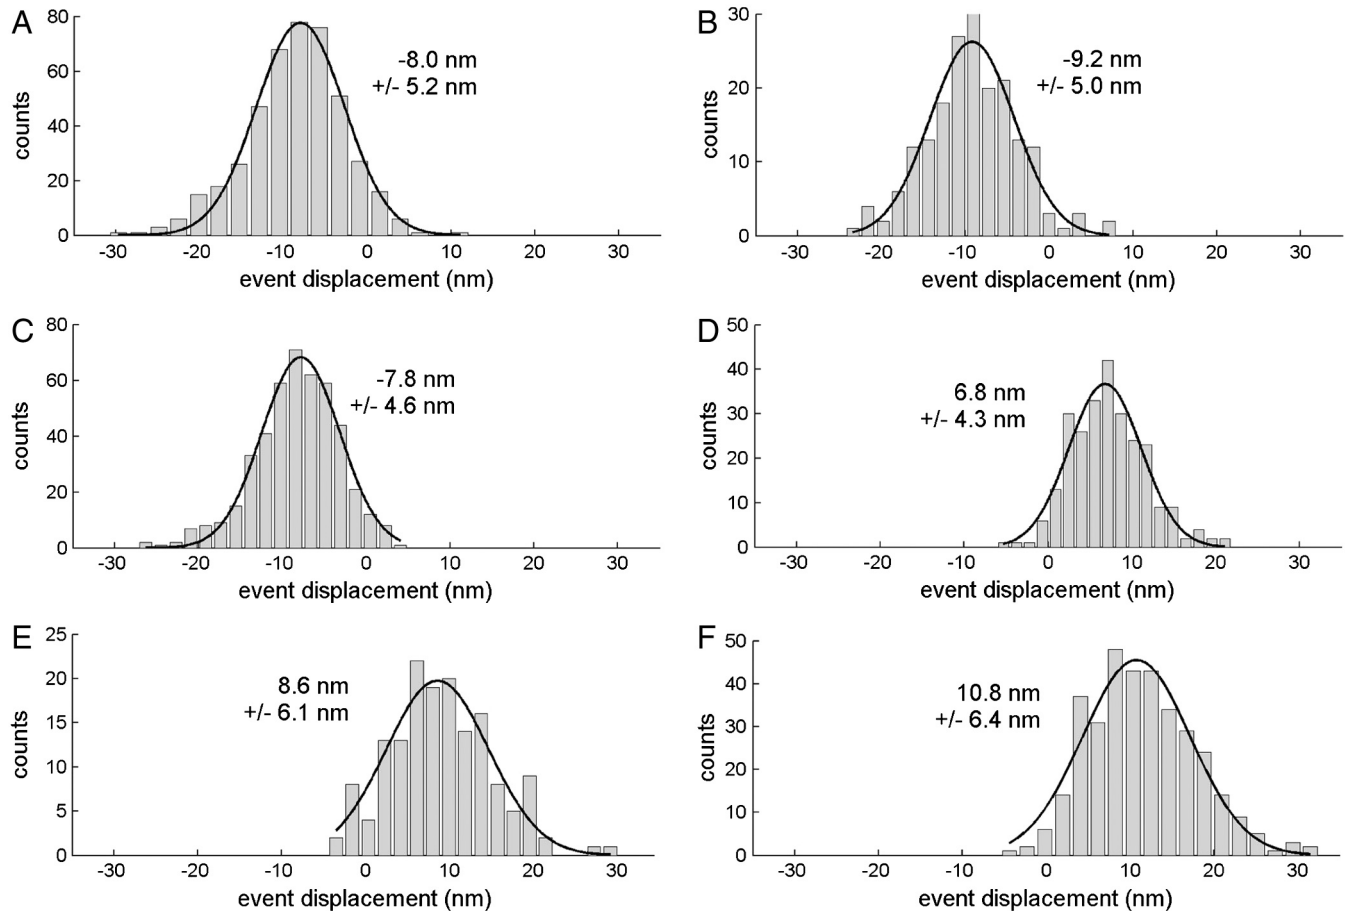 A
80
60
40
20
0
counts
-8.0 nm
+/- 5.2 nm
-30 -20 -10 0 10 20 30
event displacement (nm)
B
30
20
10
0
counts
-9.2 nm
+/- 5.0 nm
-30 -20 -10 0 10 20 30
event displacement (nm)
C
80
60
40
20
0
counts
-7.8 nm
+/- 4.6 nm
-30 -20 -10 0 10 20 30
event displacement (nm)
D
50
40
30
20
10
0
counts
6.8 nm
+/- 4.3 nm
-30 -20 -10 0 10 20 30
event displacement (nm)
E
25
20
15
10
5
0
counts
8.6 nm
+/- 6.1 nm
-30 -20 -10 0 10 20 30
event displacement (nm)
F
50
40
30
20
10
0
counts
10.8 nm
+/- 6.4 nm
-30 -20 -10 0 10 20 30
event displacement (nm)